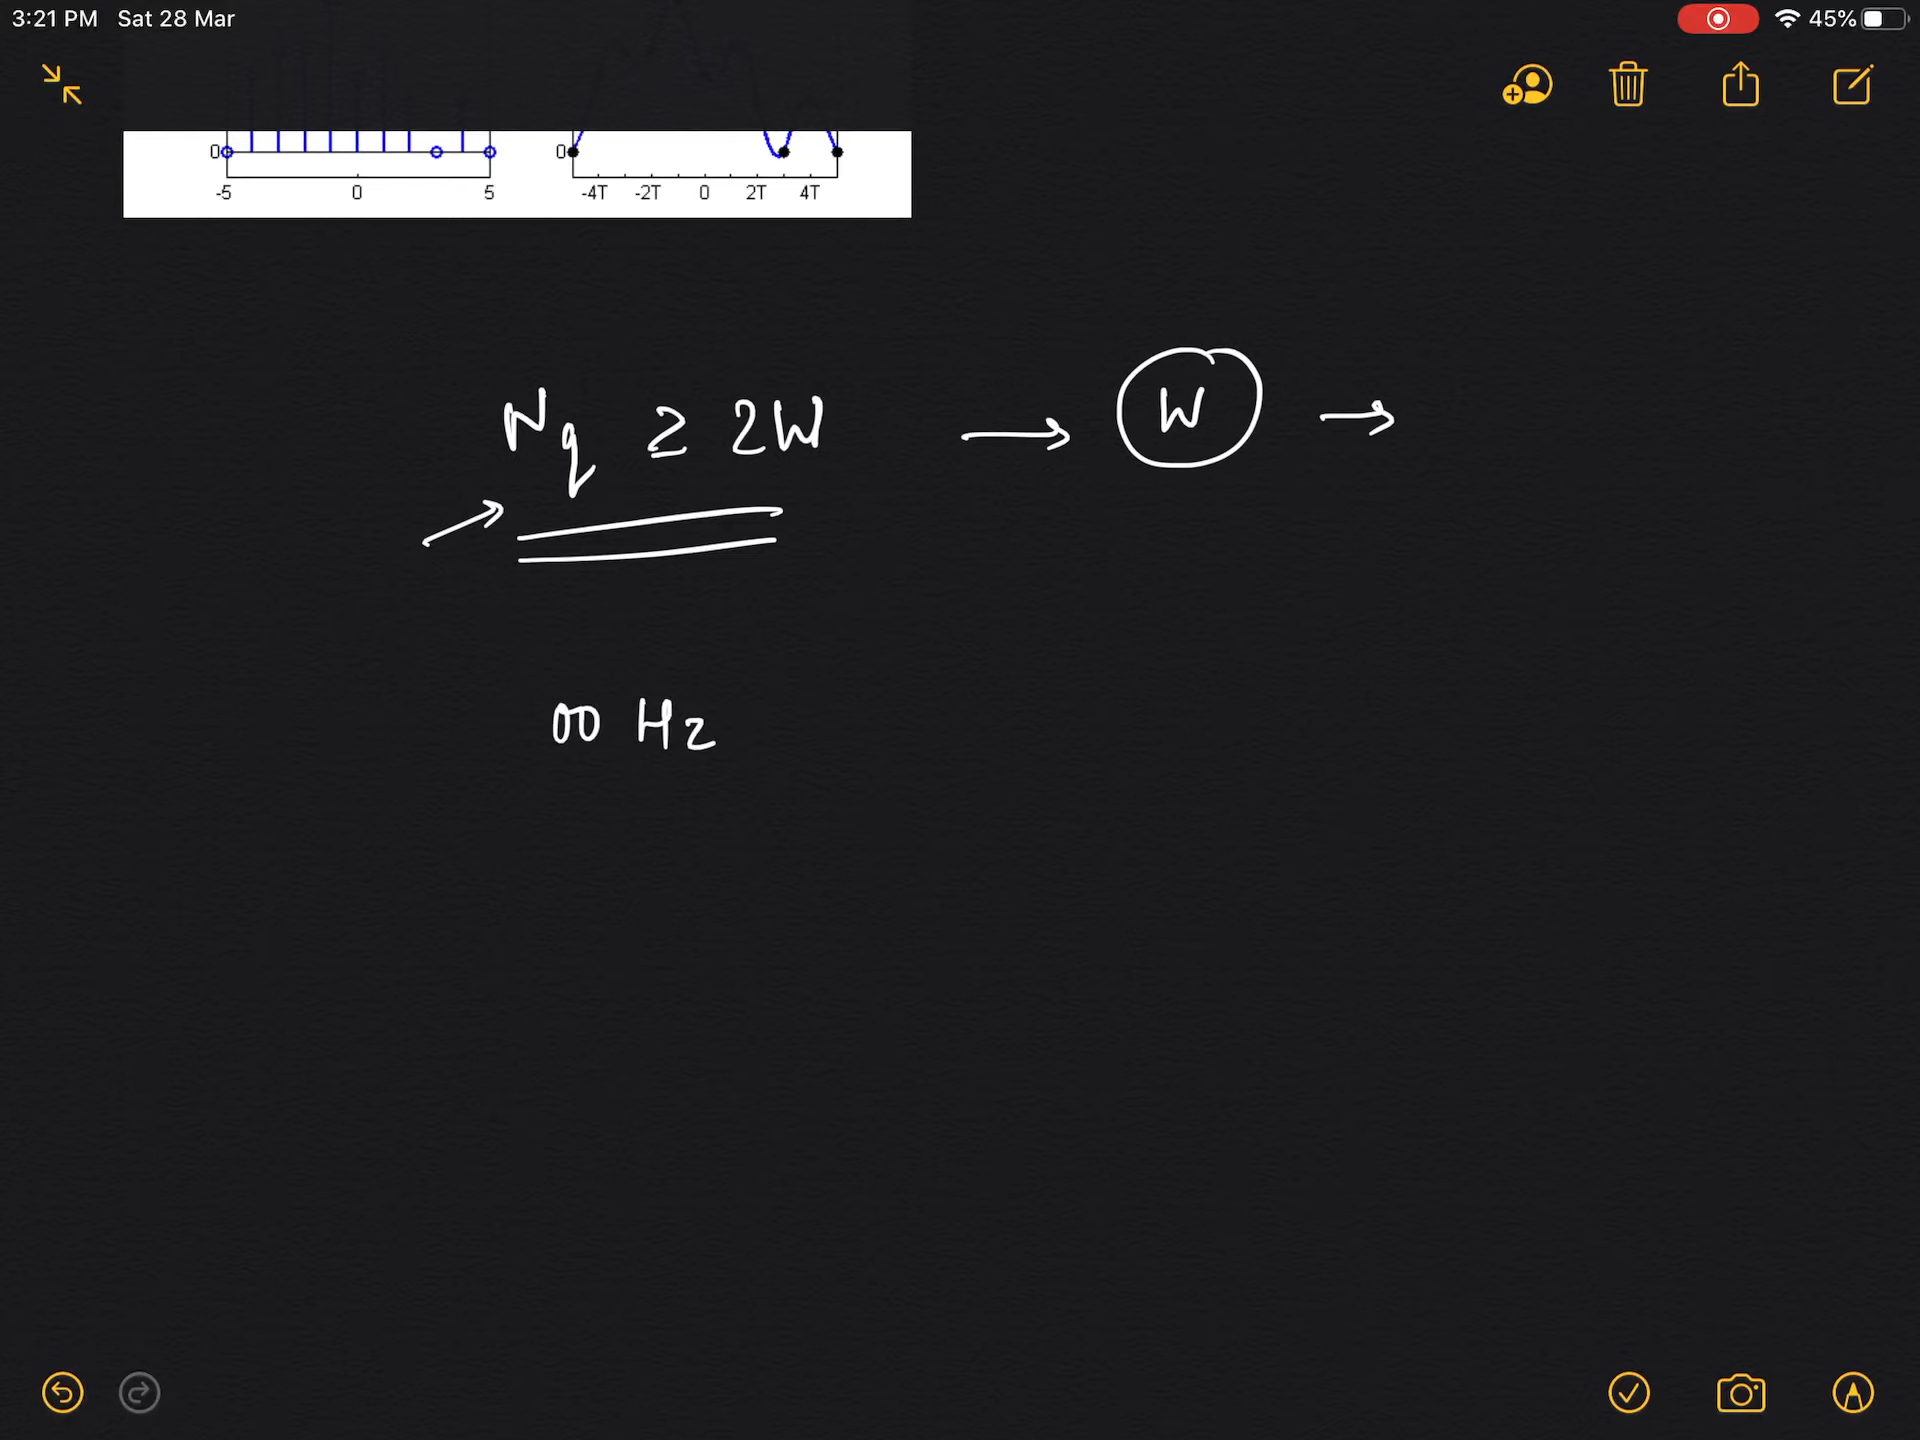 3:21 PM Sat 28 Mar 45%
0 0
-5 0 5 -4T -2T 0 2T 4T
Nq ≥ 2W → W →
00 Hz